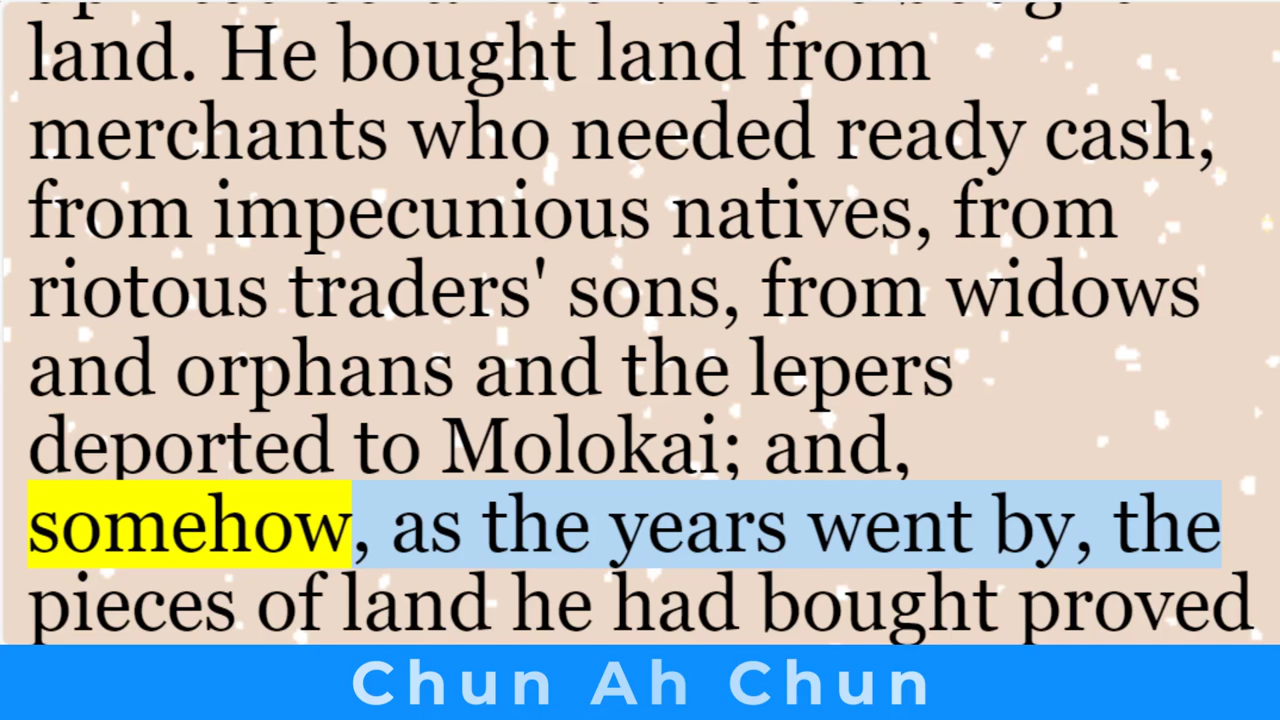 land. He bought land from
merchants who needed ready cash,
from impecunious natives, from
riotous traders' sons, from widows
and orphans and the lepers
deported to Molokai; and,
somehow, as the years went by, the
pieces of land he had bought proved
Chun Ah Chun